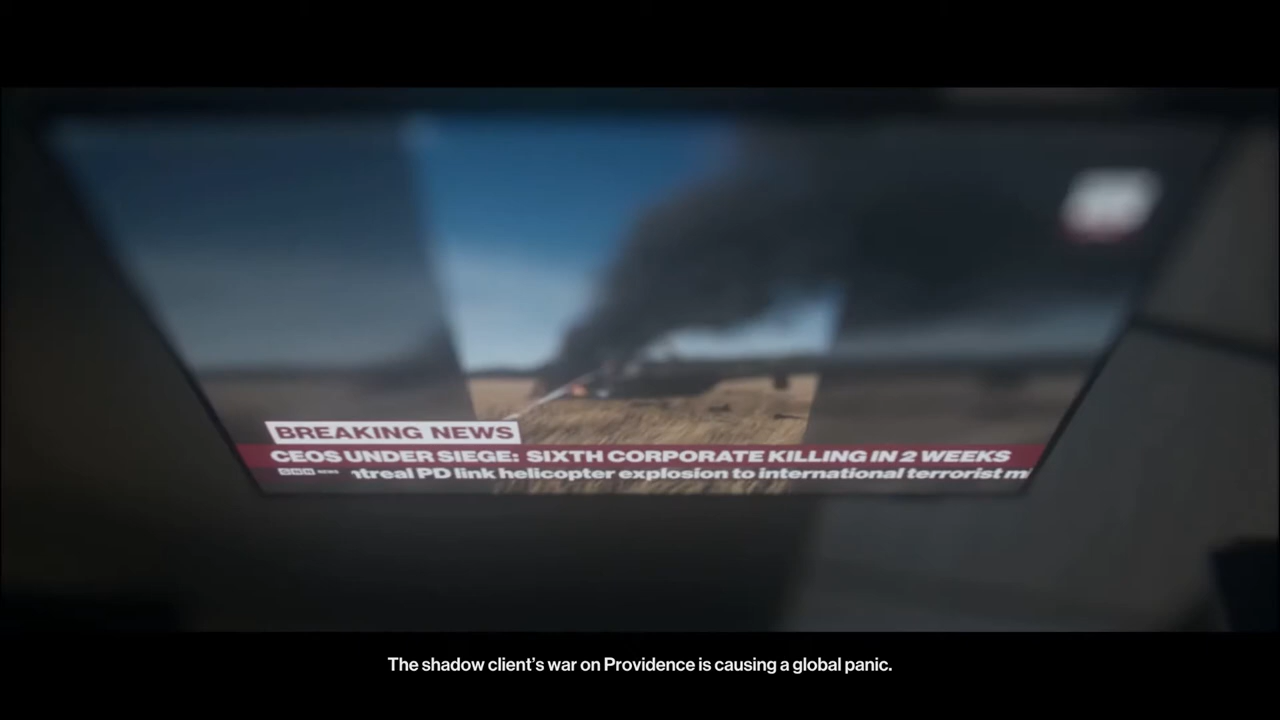 BREAKING NEWS
CEOS UNDER SIEGE: SIXTH CORPORATE KILLING IN 2 WEEKS
NEWS ntreal PD link helicopter explosion to international terrorist m
The shadow client's war on Providence is causing a global panic.